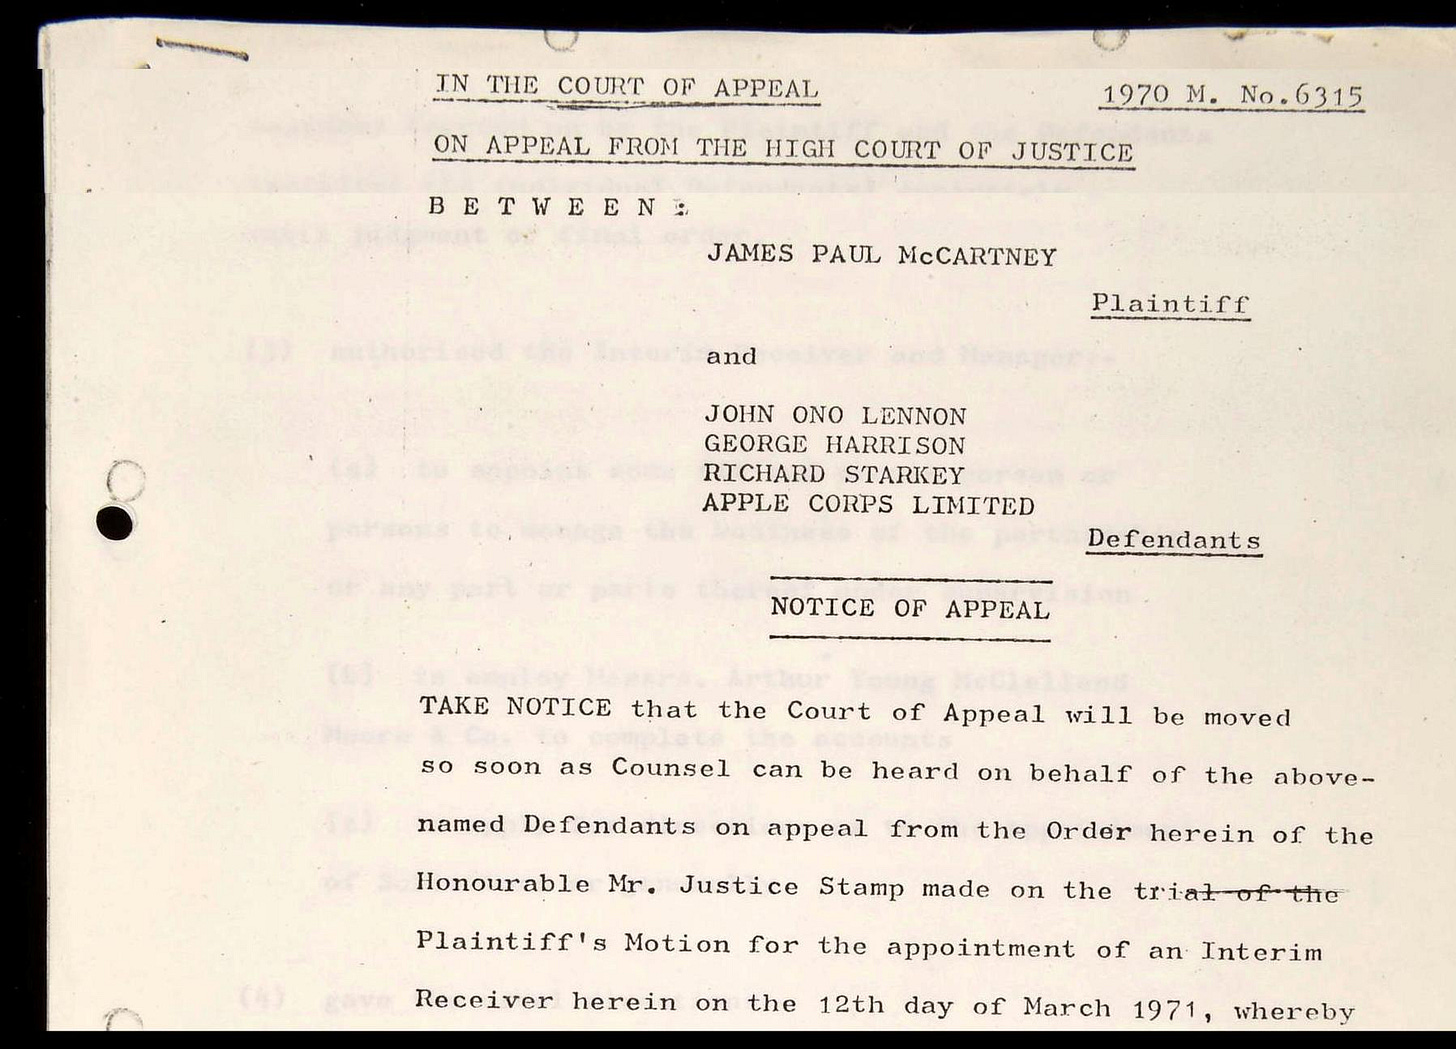 IN THE COURT OF APPEAL 1970 M. No.6315
ON APPEAL FROM THE HIGH COURT OF JUSTICE
B E T W E E N :
JAMES PAUL McCARTNEY
Plaintiff
and
JOHN ONO LENNON
GEORGE HARRISON
RICHARD STARKEY
APPLE CORPS LIMITED
Defendants
NOTICE OF APPEAL
TAKE NOTICE that the Court of Appeal will be moved
so soon as Counsel can be heard on behalf of the above-
named Defendants on appeal from the Order herein of the
Honourable Mr. Justice Stamp made on the trial of the
Plaintiff's Motion for the appointment of an Interim
Receiver herein on the 12th day of March 1971, whereby